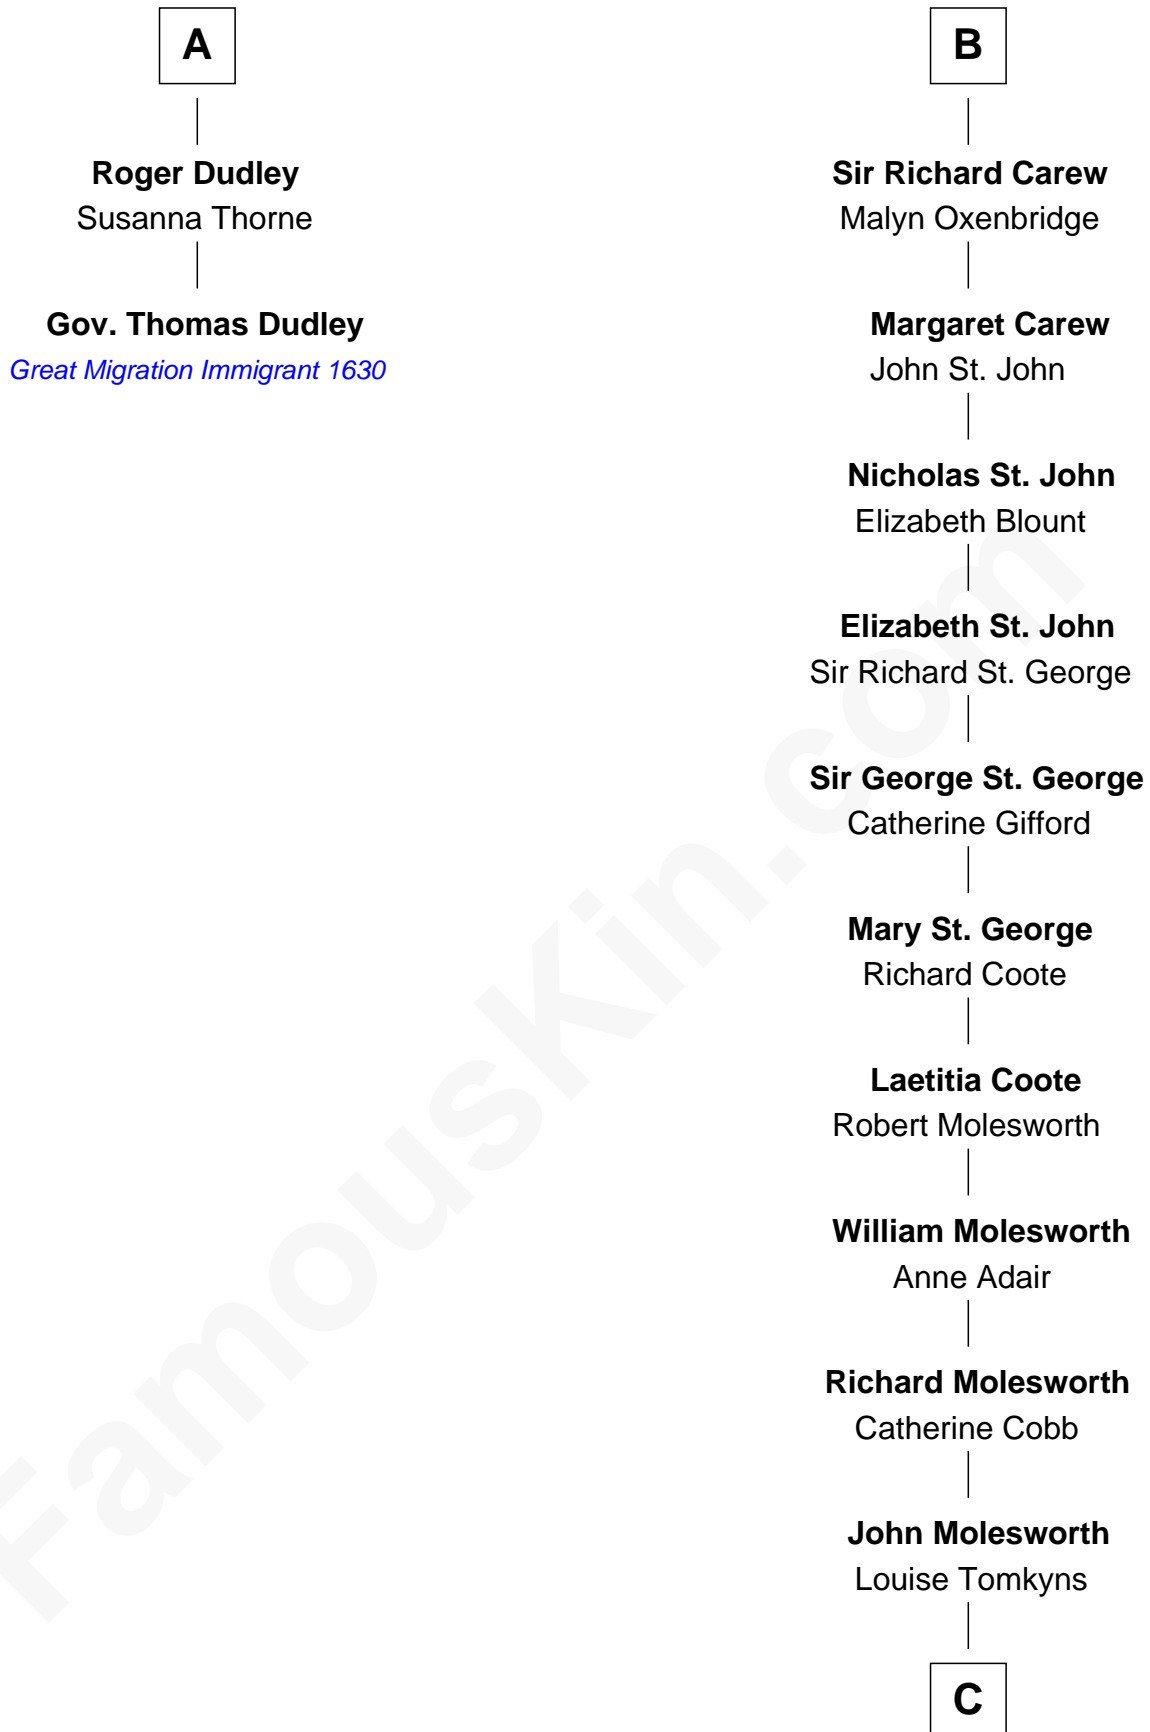 A
Roger Dudley
Susanna Thorne
Gov. Thomas Dudley
Great Migration Immigrant 1630
B
Sir Richard Carew
Malyn Oxenbridge
Margaret Carew
John St. John
Nicholas St. John
Elizabeth Blount
Elizabeth St. John
Sir Richard St. George
Sir George St. George
Catherine Gifford
Mary St. George
Richard Coote
Laetitia Coote
Robert Molesworth
William Molesworth
Anne Adair
Richard Molesworth
Catherine Cobb
John Molesworth
Louise Tomkyns
C
FamousKin.com